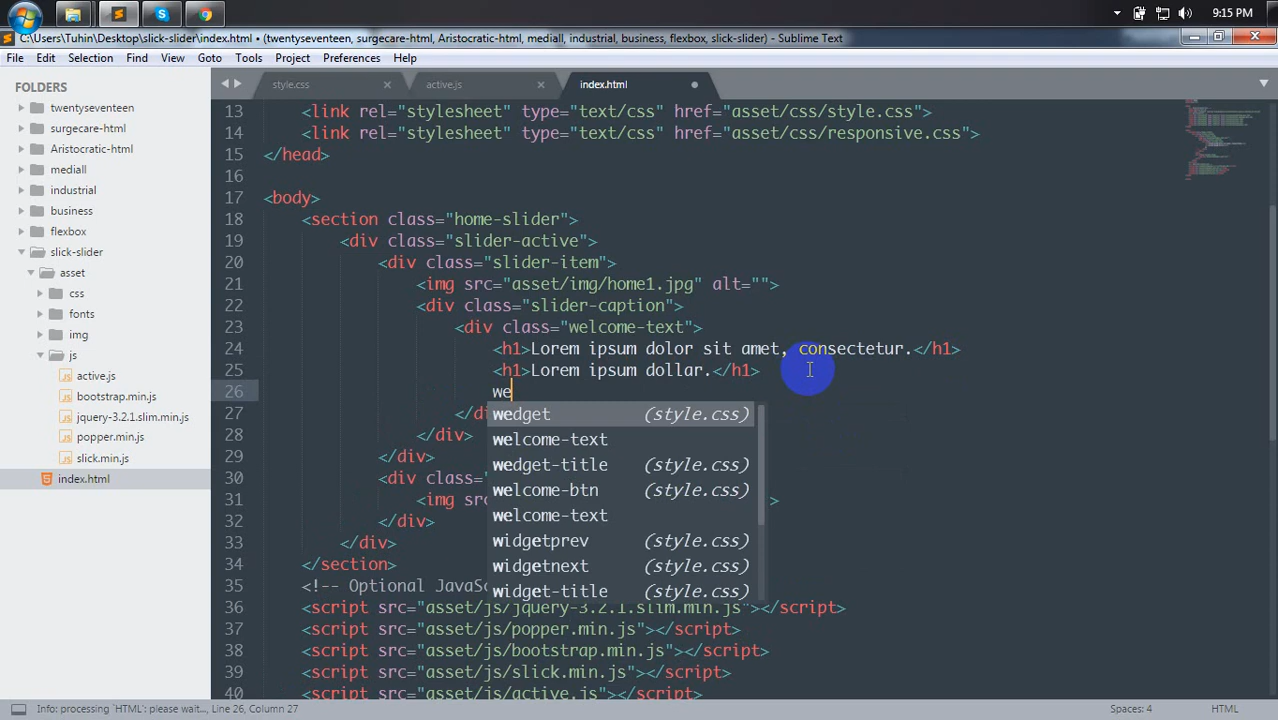 9:15 PM
C:\Users\Tuhin\Desktop\slick-slider\index.html • (twentyseventeen, surgecare-html, Aristocratic-html, mediall, industrial, business, flexbox, slick-slider) - Sublime Text
File Edit Selection Find View Goto Tools Project Preferences Help
FOLDERS
twentyseventeen
surgecare-html
Aristocratic-html
mediall
industrial
business
flexbox
slick-slider
asset
css
fonts
img
js
active.js
bootstrap.min.js
jquery-3.2.1.slim.min.js
popper.min.js
slick.min.js
index.html
style.css active.js index.html
13 <link rel="stylesheet" type="text/css" href="asset/css/style.css">
14 <link rel="stylesheet" type="text/css" href="asset/css/responsive.css">
15 </head>
16
17 <body>
18 <section class="home-slider">
19 <div class="slider-active">
20 <div class="slider-item">
21 <img src="asset/img/home1.jpg" alt="">
22 <div class="slider-caption">
23 <div class="welcome-text">
24 <h1>Lorem ipsum dolor sit amet, consectetur.</h1>
25 <h1>Lorem ipsum dollar.</h1>
26 we
27 </d
28 </div>
29 </div>
30 <div class="
31 <img src >
32 </div>
33 </div>
34 </section>
35 <!-- Optional JavaSc
36 <script src="asset/js/jquery-3.2.1.slim.min.js"></script>
37 <script src="asset/js/popper.min.js"></script>
38 <script src="asset/js/bootstrap.min.js"></script>
39 <script src="asset/js/slick.min.js"></script>
40 <script src="asset/js/active.js"></script>
wedget (style.css)
welcome-text
wedget-title (style.css)
welcome-btn (style.css)
welcome-text
widgetprev (style.css)
widgetnext (style.css)
widget-title (style.css)
Info: processing `HTML`: please wait..., Line 26, Column 27
Spaces: 4
HTML